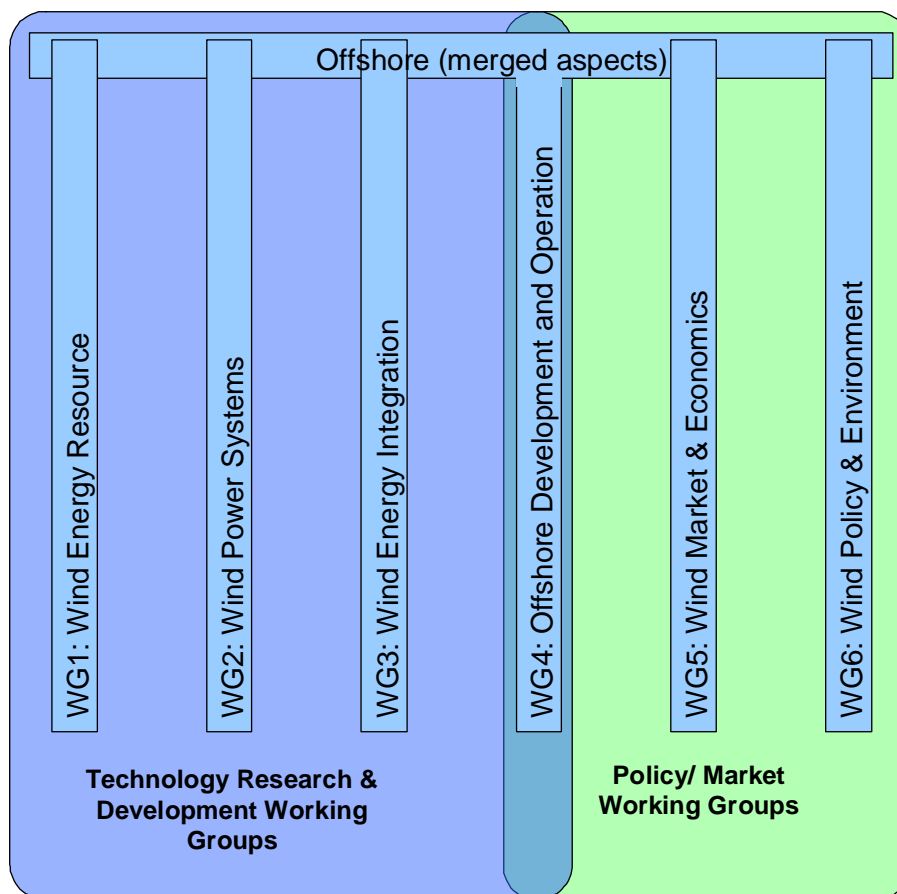 Offshore (merged aspects)
WG1: Wind Energy Resource
WG2: Wind Power Systems
WG3: Wind Energy Integration
WG4: Offshore Development and Operation
WG5: Wind Market & Economics
WG6: Wind Policy & Environment
Technology Research &
Development Working
Groups
Policy/ Market
Working Groups